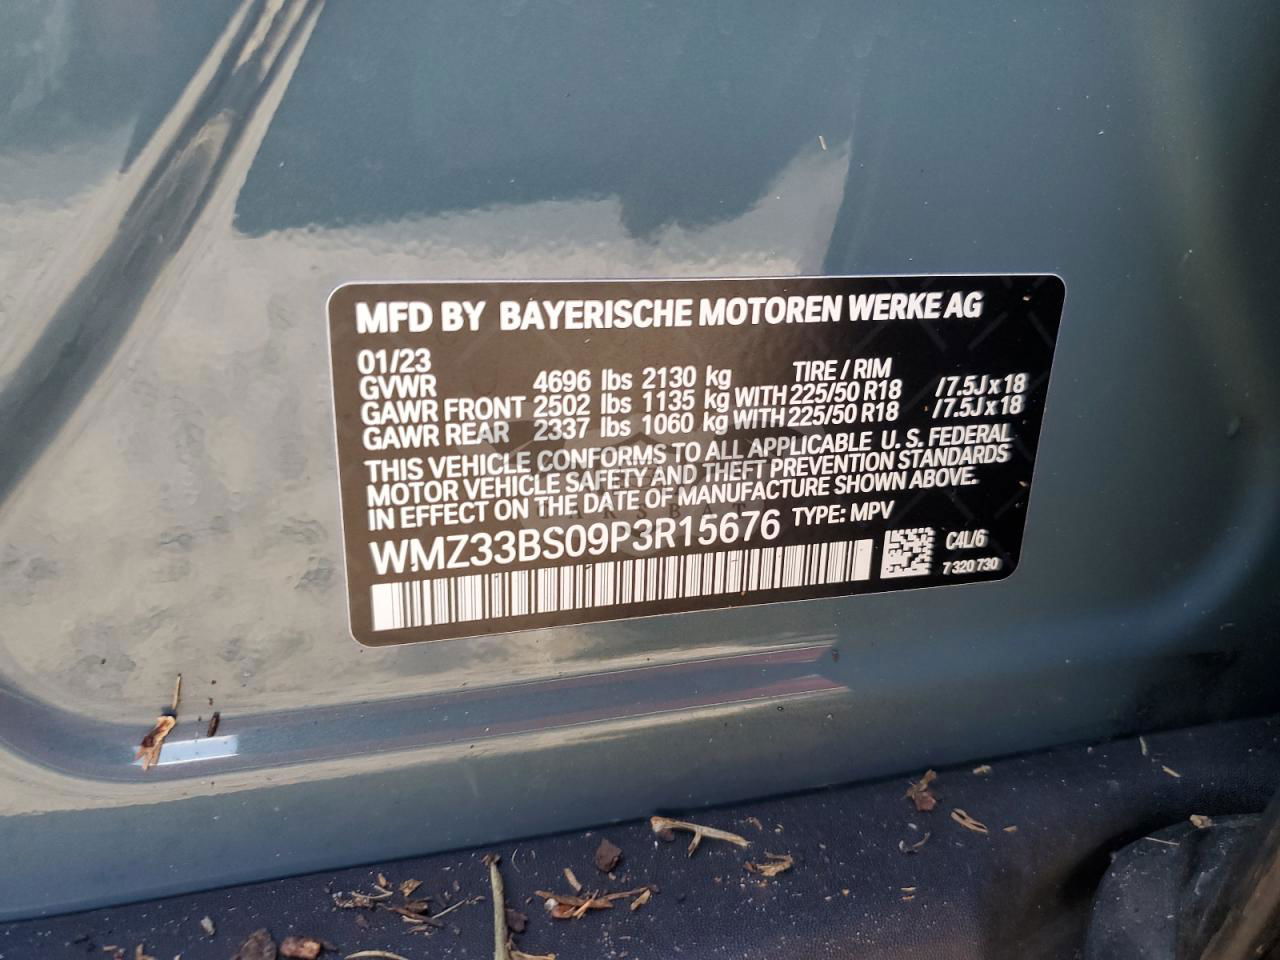 MFD BY BAYERISCHE MOTOREN WERKE AG
01/23 TIRE / RIM
GVWR 4696 lbs 2130 kg
GAWR FRONT 2502 lbs 1135 kg WITH 225/50 R18 / 7.5J x 18
GAWR REAR 2337 lbs 1060 kg WITH 225/50 R18 / 7.5J x 18
THIS VEHICLE CONFORMS TO ALL APPLICABLE U. S. FEDERAL
MOTOR VEHICLE SAFETY AND THEFT PREVENTION STANDARDS
IN EFFECT ON THE DATE OF MANUFACTURE SHOWN ABOVE.
WMZ33BS09P3R15676 TYPE: MPV
C4L/6
7 320 730